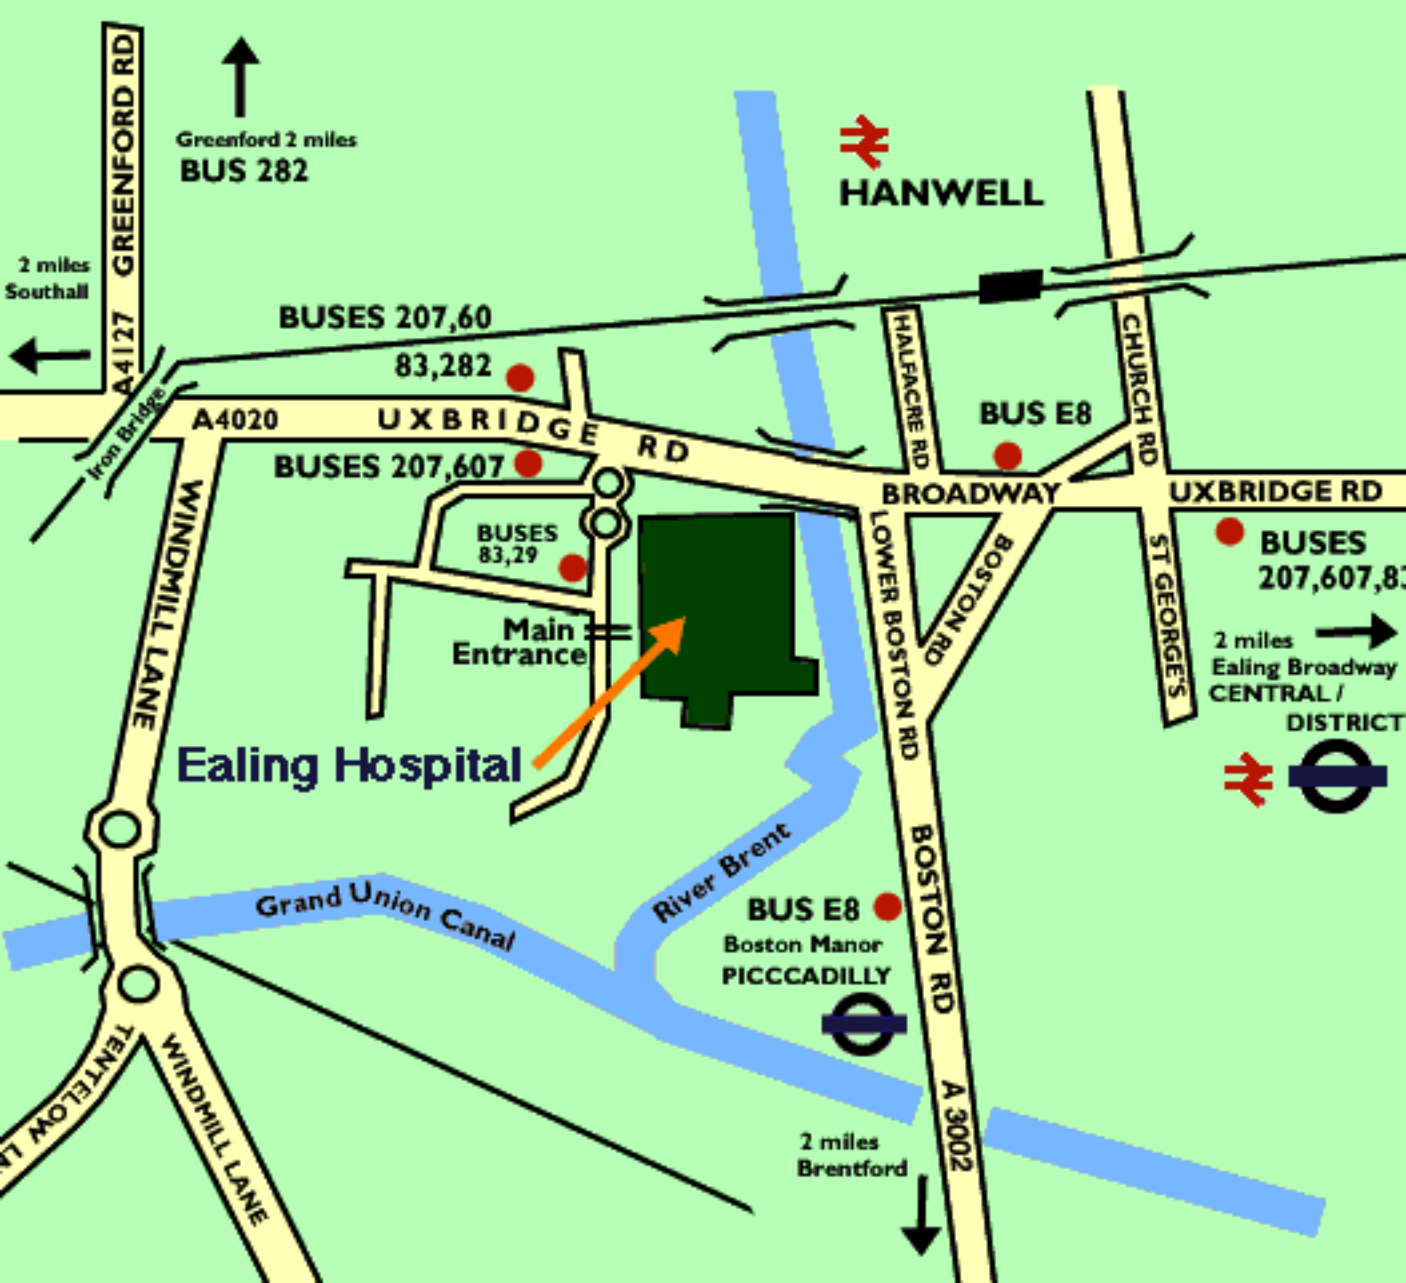 GREENFORD RD
A4127
Greenford 2 miles
BUS 282
2 miles
Southall
HANWELL
BUSES 207,60
83,282
Iron Bridge
A4020
UXBRIDGE RD
BUSES 207,607
BUSES
83,29
Main
Entrance
Ealing Hospital
WINDMILL LANE
HALFACRE RD
CHURCH RD
BUS E8
BROADWAY
UXBRIDGE RD
BUSES
207,607,83
2 miles
Ealing Broadway
CENTRAL /
DISTRICT
ST GEORGE'S
BOSTON RD
LOWER BOSTON RD
River Brent
Grand Union Canal
BUS E8
Boston Manor
PICCCADILLY
BOSTON RD
A 3002
2 miles
Brentford
TENTELOW LN
WINDMILL LANE